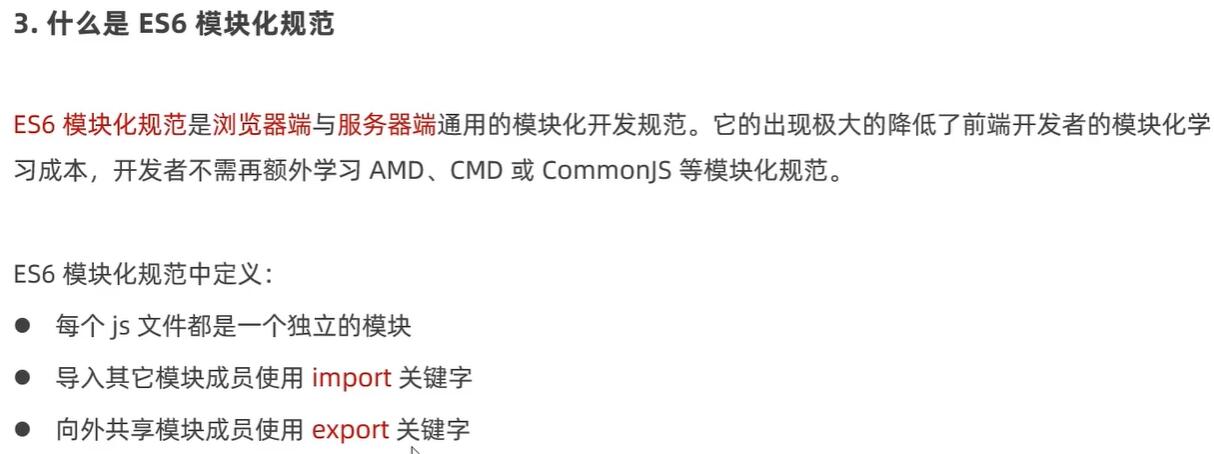 3. 什么是 ES6 模块化规范
ES6 模块化规范是浏览器端与服务器端通用的模块化开发规范。它的出现极大的降低了前端开发者的模块化学
习成本，开发者不需再额外学习 AMD、CMD 或 CommonJS 等模块化规范。
ES6 模块化规范中定义：
● 每个 js 文件都是一个独立的模块
● 导入其它模块成员使用 import 关键字
● 向外共享模块成员使用 export 关键字